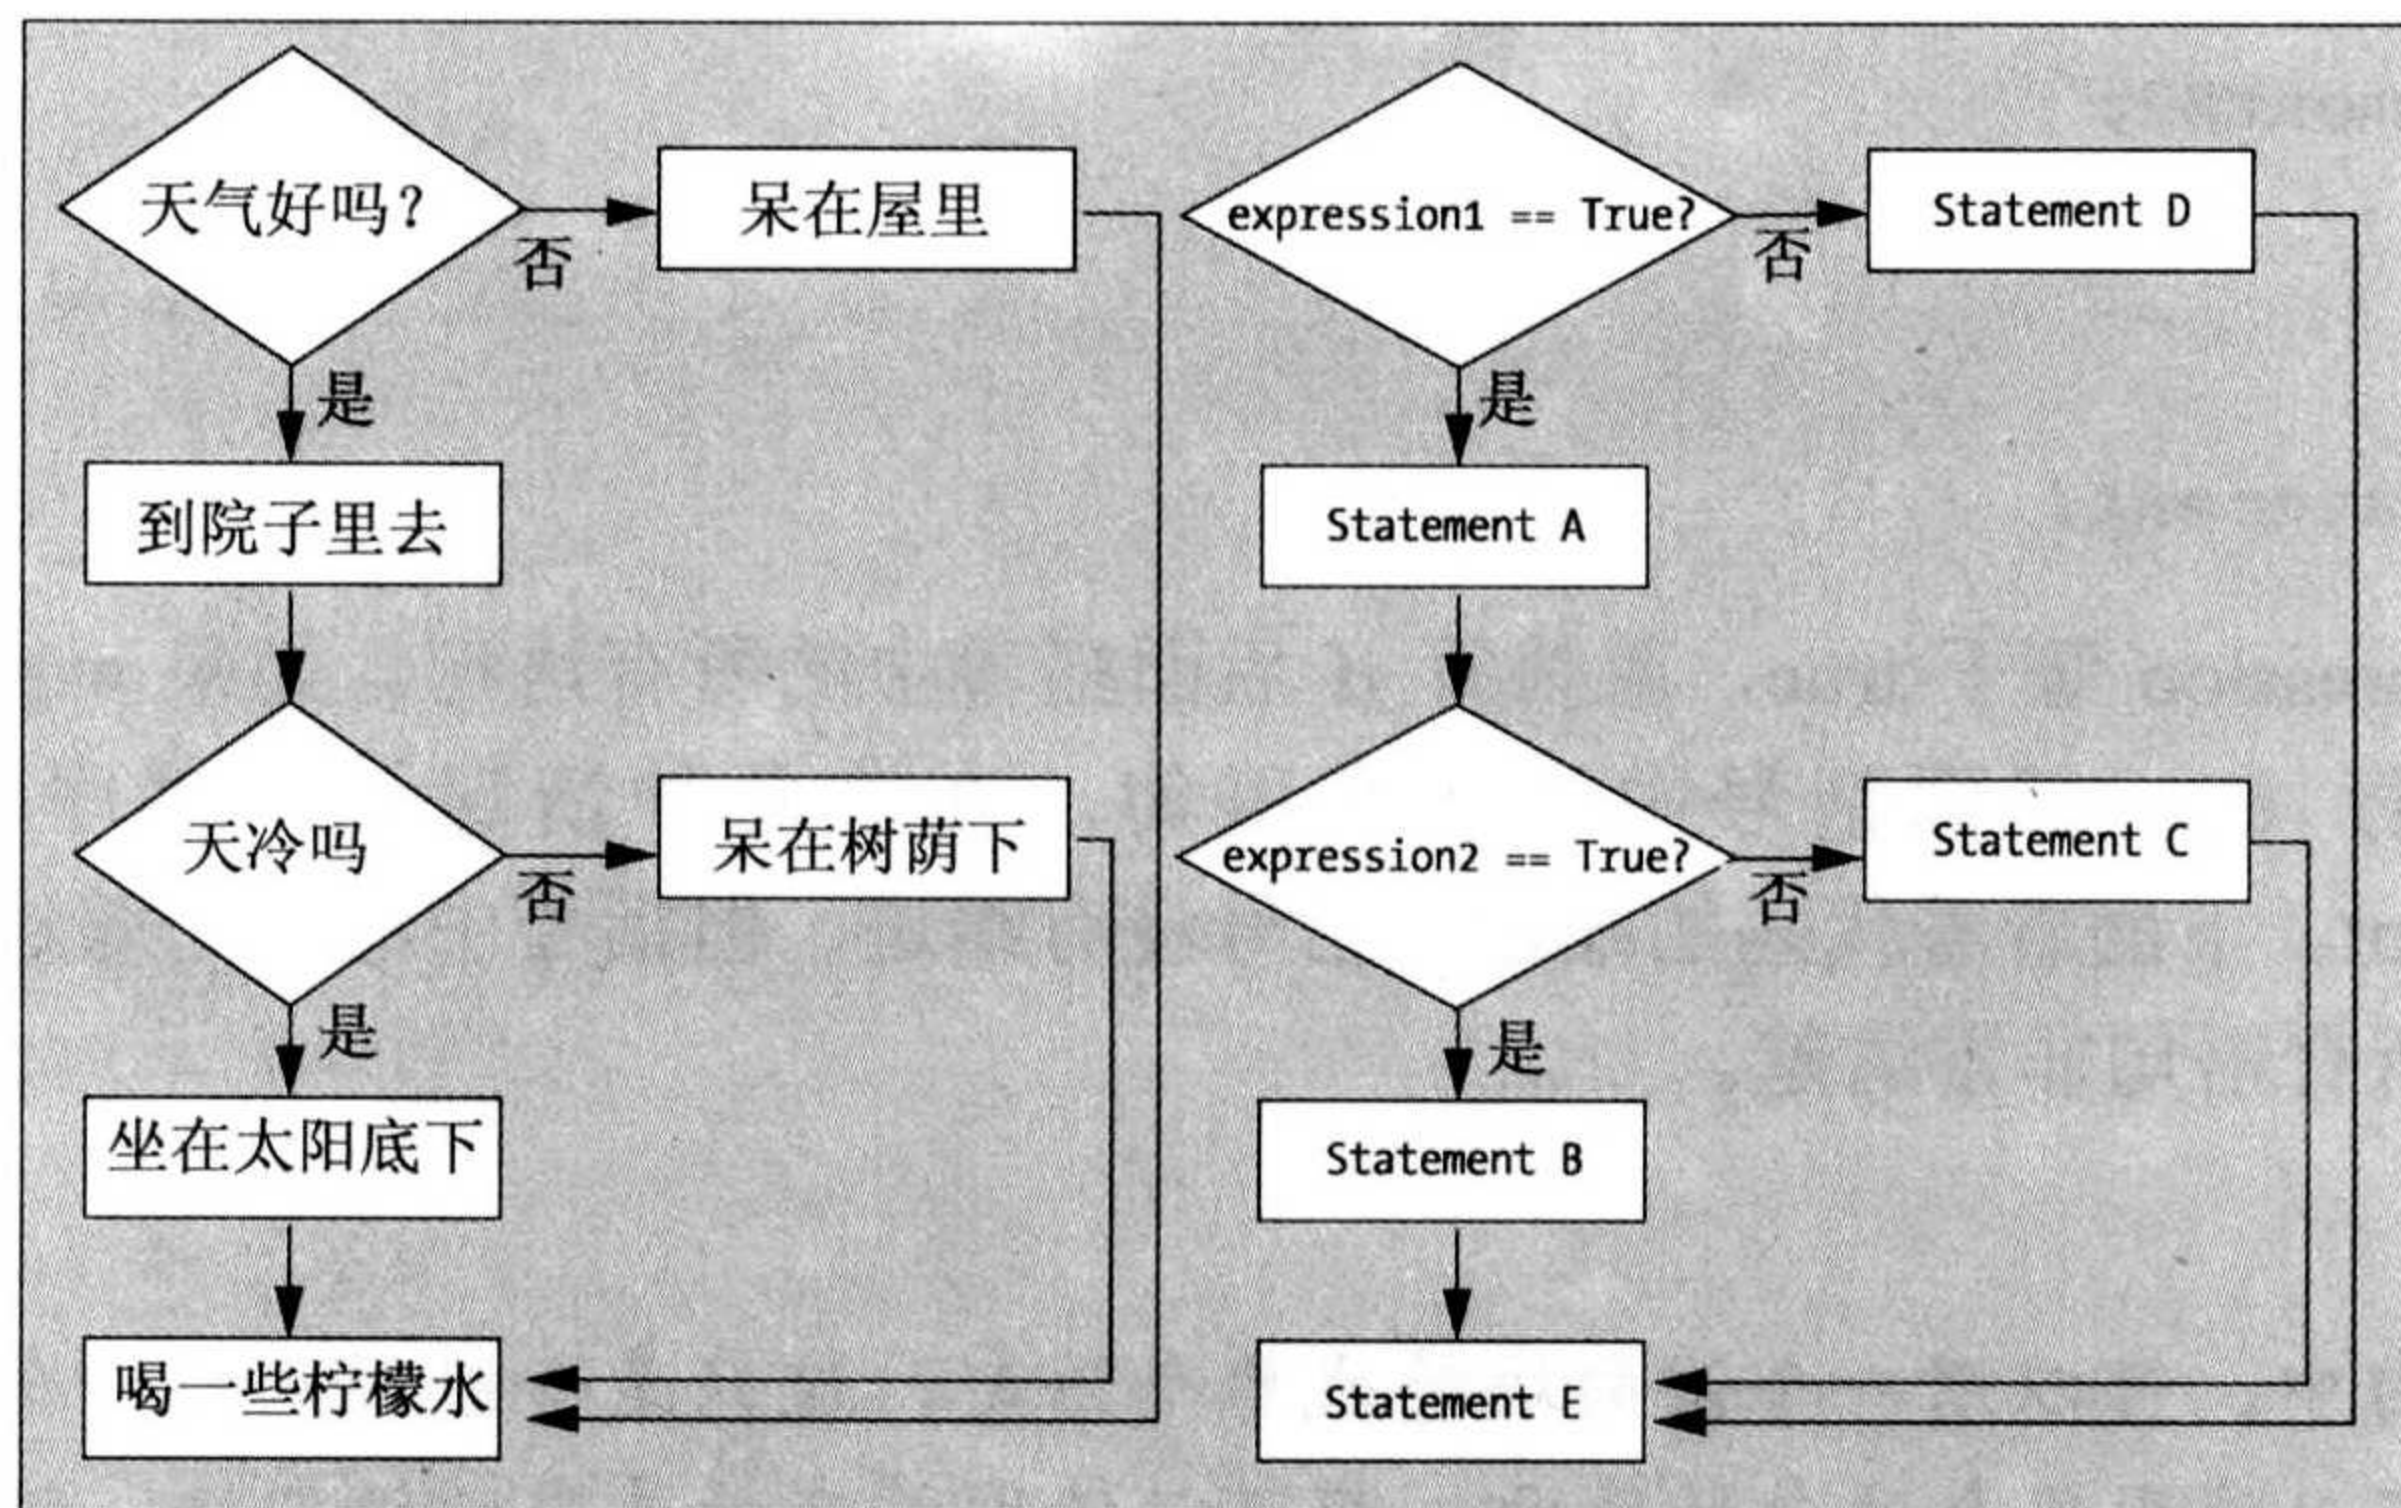 天气好吗？
否
呆在屋里
是
到院子里去
天冷吗
否
呆在树荫下
是
坐在太阳底下
喝一些柠檬水
expression1 == True?
否
Statement D
是
Statement A
expression2 == True?
否
Statement C
是
Statement B
Statement E